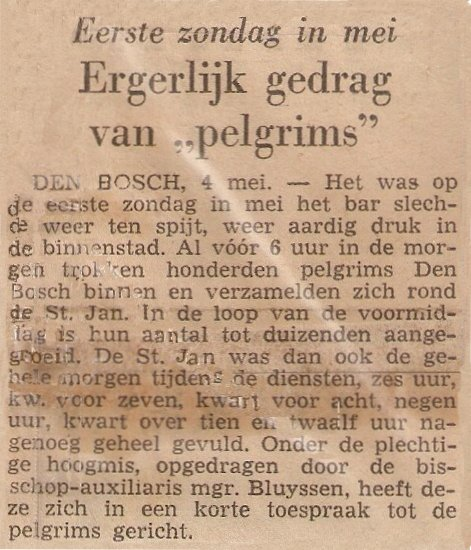 Eerste zondag in mei
Ergerlijk gedrag
van „pelgrims”
DEN BOSCH, 4 mei. — Het was op
de eerste zondag in mei het bar slech-
de weer ten spijt, weer aardig druk in
de binnenstad. Al vóór 6 uur in de mor-
gen trokken honderden pelgrims Den
Bosch binnen en verzamelden zich rond
de St. Jan. In de loop van de voormid-
dag is hun aantal tot duizenden aange-
groeid. De St. Jan was dan ook de ge-
hele morgen tijdens de diensten, zes uur,
kw. voor zeven, kwart voor acht, negen
uur, kwart over tien en twaalf uur na-
genoeg geheel gevuld. Onder de plechti-
ge hoogmis, opgedragen door de bis-
schop-auxiliaris mgr. Bluyssen, heeft de-
ze zich in een korte toespraak tot de
pelgrims gericht.